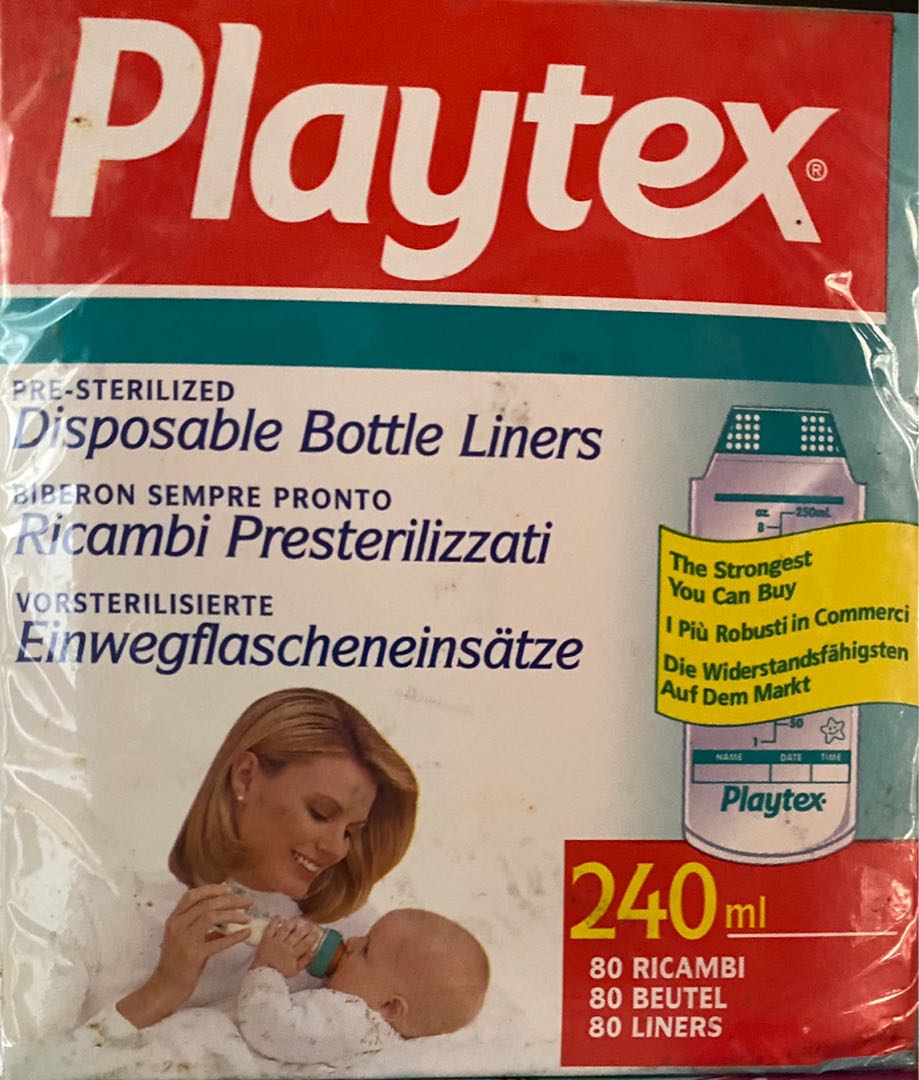 Playtex®
PRE-STERILIZED
Disposable Bottle Liners
BIBERON SEMPRE PRONTO
Ricambi Presterilizzati
VORSTERILISIERTE
Einwegflascheneinsätze
oz. 250ml.
8
The Strongest
You Can Buy
I Più Robusti in Commerci
Die Widerstandsfähigsten
Auf Dem Markt
50
1
NAME DATE TIME
Playtex
240 ml
80 RICAMBI
80 BEUTEL
80 LINERS